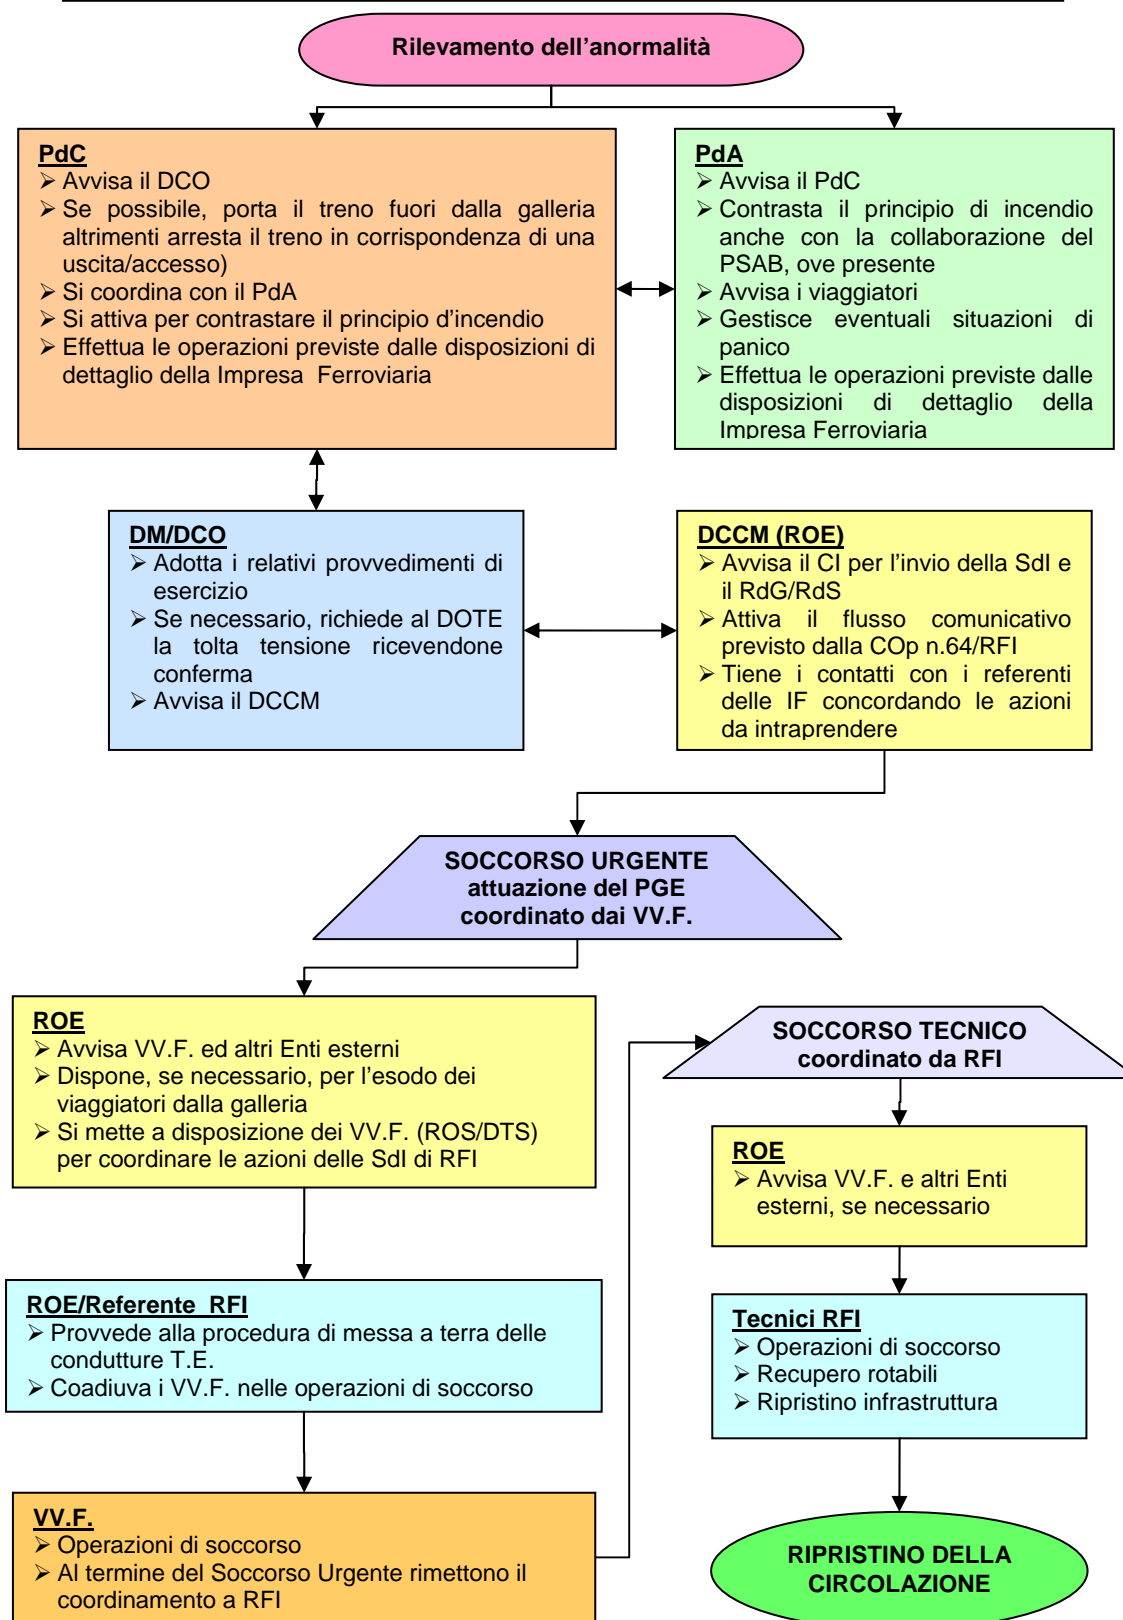 Rilevamento dell'anormalità
PdC
➢ Avvisa il DCO
➢ Se possibile, porta il treno fuori dalla galleria
altrimenti arresta il treno in corrispondenza di una
uscita/accesso)
➢ Si coordina con il PdA
➢ Si attiva per contrastare il principio d'incendio
➢ Effettua le operazioni previste dalle disposizioni di
dettaglio della Impresa Ferroviaria
PdA
➢ Avvisa il PdC
➢ Contrasta il principio di incendio
anche con la collaborazione del
PSAB, ove presente
➢ Avvisa i viaggiatori
➢ Gestisce eventuali situazioni di
panico
➢ Effettua le operazioni previste dalle
disposizioni di dettaglio della
Impresa Ferroviaria
DM/DCO
➢ Adotta i relativi provvedimenti di
esercizio
➢ Se necessario, richiede al DOTE
la tolta tensione ricevendone
conferma
➢ Avvisa il DCCM
DCCM (ROE)
➢ Avvisa il CI per l'invio della SdI e
il RdG/RdS
➢ Attiva il flusso comunicativo
previsto dalla COp n.64/RFI
➢ Tiene i contatti con i referenti
delle IF concordando le azioni
da intraprendere
SOCCORSO URGENTE
attuazione del PGE
coordinato dai VV.F.
ROE
➢ Avvisa VV.F. ed altri Enti esterni
➢ Dispone, se necessario, per l'esodo dei
viaggiatori dalla galleria
➢ Si mette a disposizione dei VV.F. (ROS/DTS)
per coordinare le azioni delle SdI di RFI
ROE/Referente RFI
➢ Provvede alla procedura di messa a terra delle
condutture T.E.
➢ Coadiuva i VV.F. nelle operazioni di soccorso
VV.F.
➢ Operazioni di soccorso
➢ Al termine del Soccorso Urgente rimettono il
coordinamento a RFI
SOCCORSO TECNICO
coordinato da RFI
ROE
➢ Avvisa VV.F. e altri Enti
esterni, se necessario
Tecnici RFI
➢ Operazioni di soccorso
➢ Recupero rotabili
➢ Ripristino infrastruttura
RIPRISTINO DELLA
CIRCOLAZIONE